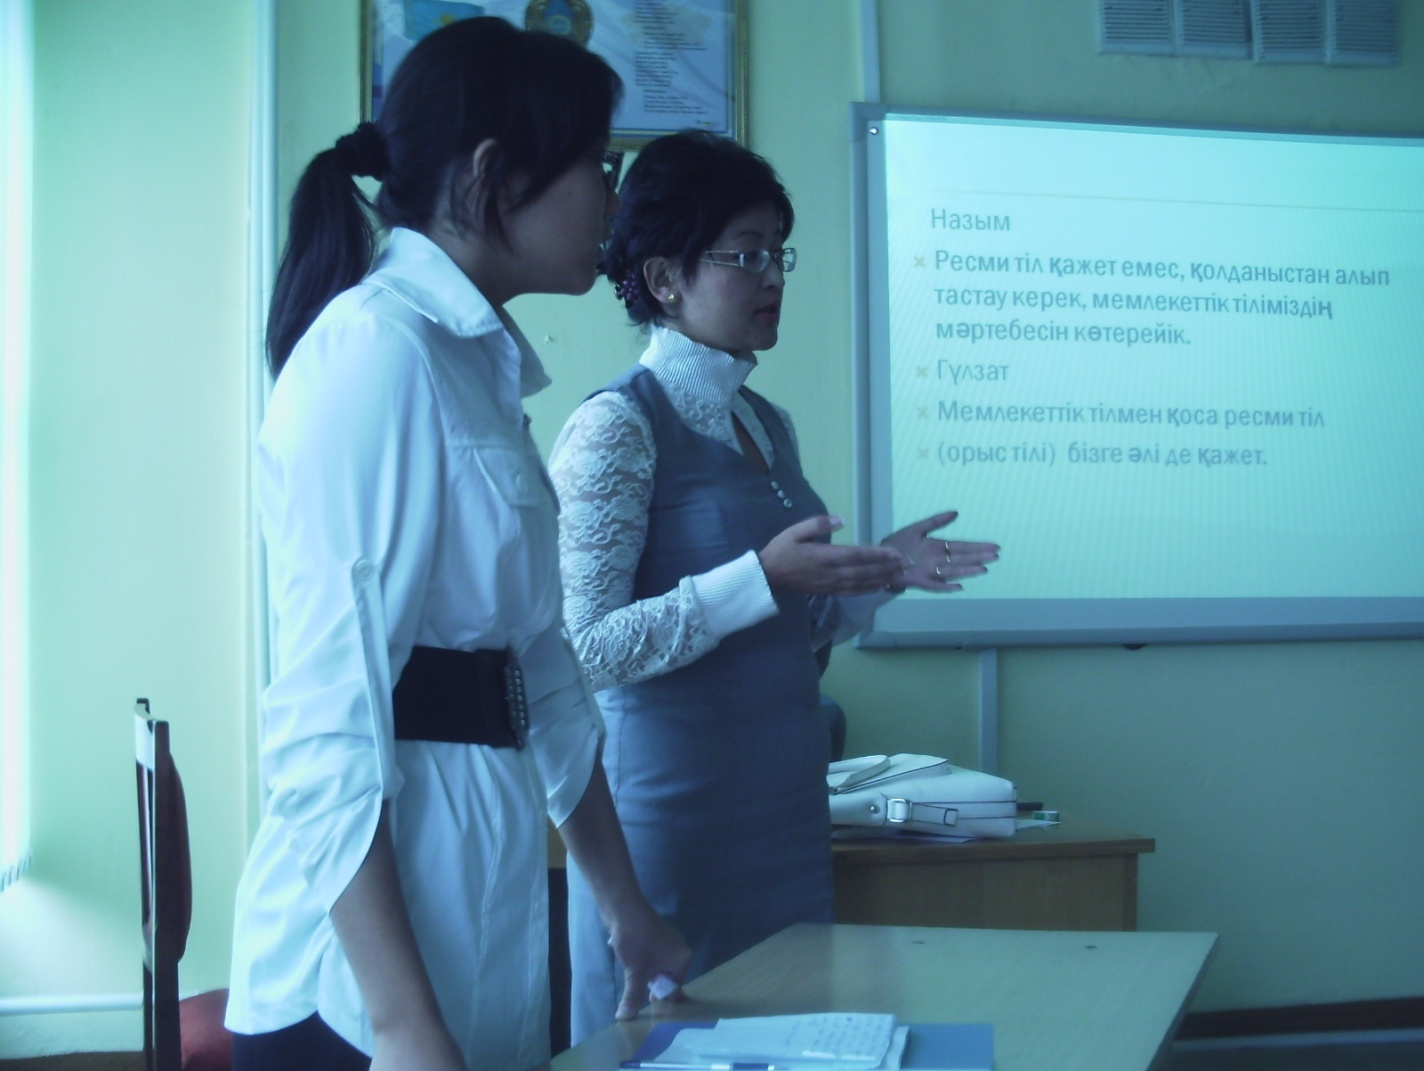 Назым
Ресми тіл қажет емес, қолданыстан алып
тастау керек, мемлекеттік тіліміздің
мәртебесін көтерейік.
Гүлзат
Мемлекеттік тілмен қоса ресми тіл
(орыс тілі) бізге әлі де қажет.